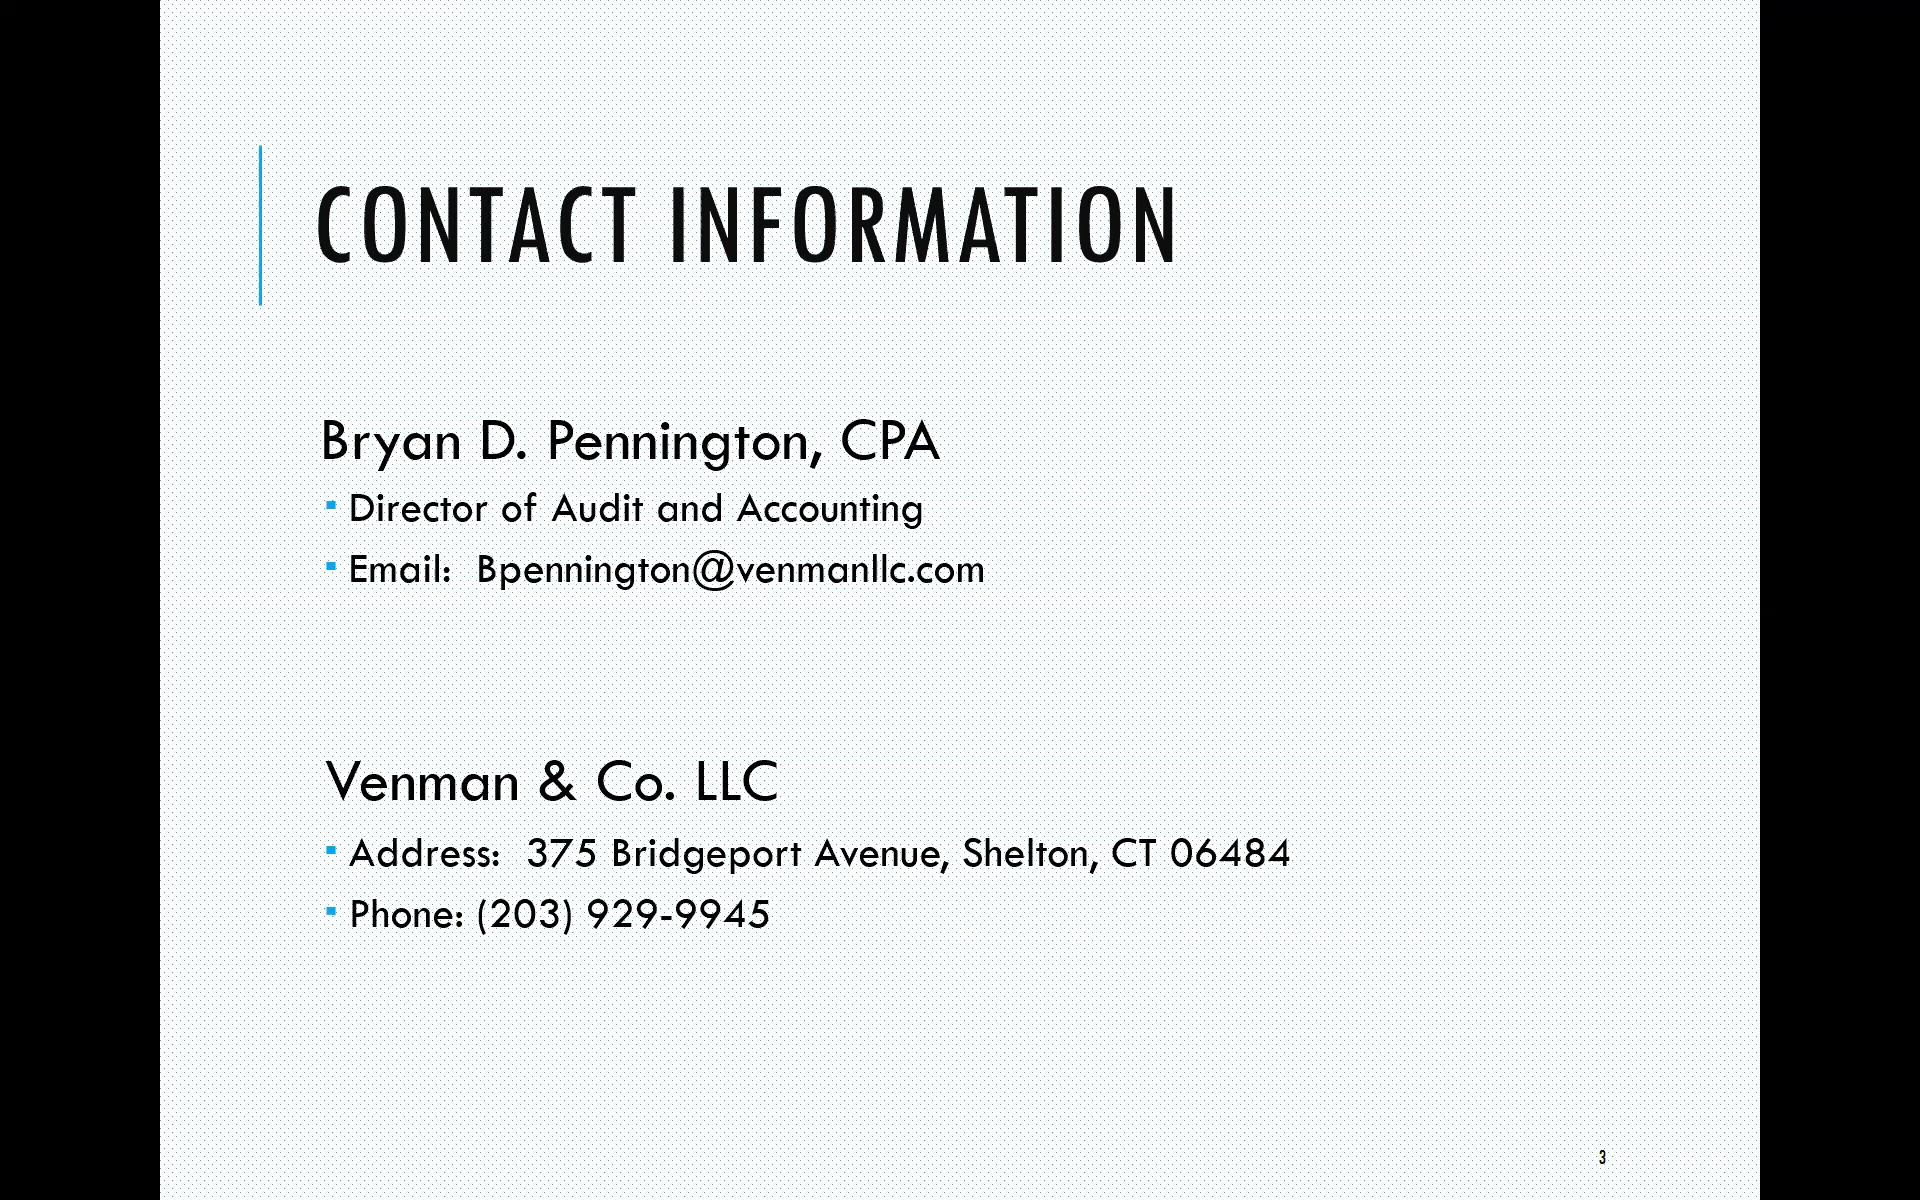 CONTACT INFORMATION
Bryan D. Pennington, CPA
Director of Audit and Accounting
Email:  Bpennington@venmanllc.com
Venman & Co. LLC
Address:  375 Bridgeport Avenue, Shelton, CT 06484
Phone: (203) 929-9945
3